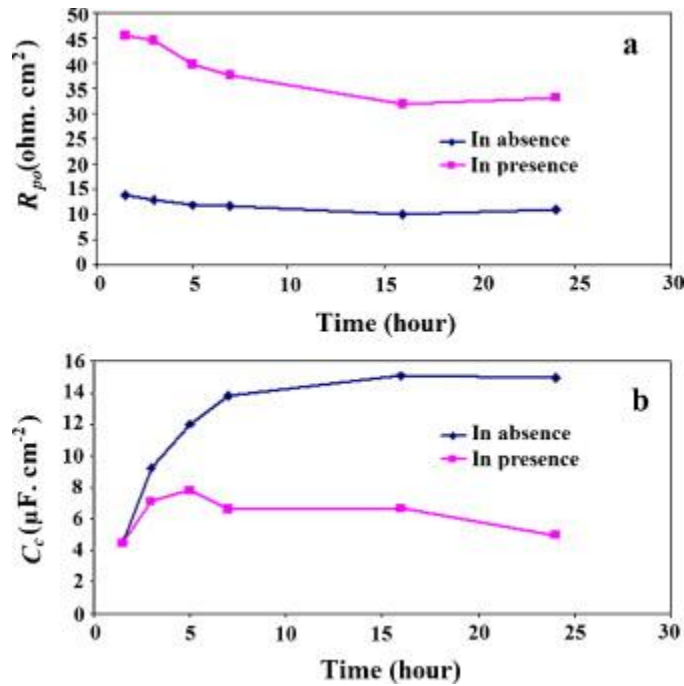 50
45
40
35
30
25
20
15
10
5
0
R_po(ohm. cm²)
a
In absence
In presence
0 5 10 15 20 25 30
Time (hour)
16
14
12
10
8
6
4
2
0
C_c (µF. cm⁻²)
b
In absence
In presence
0 5 10 15 20 25 30
Time (hour)